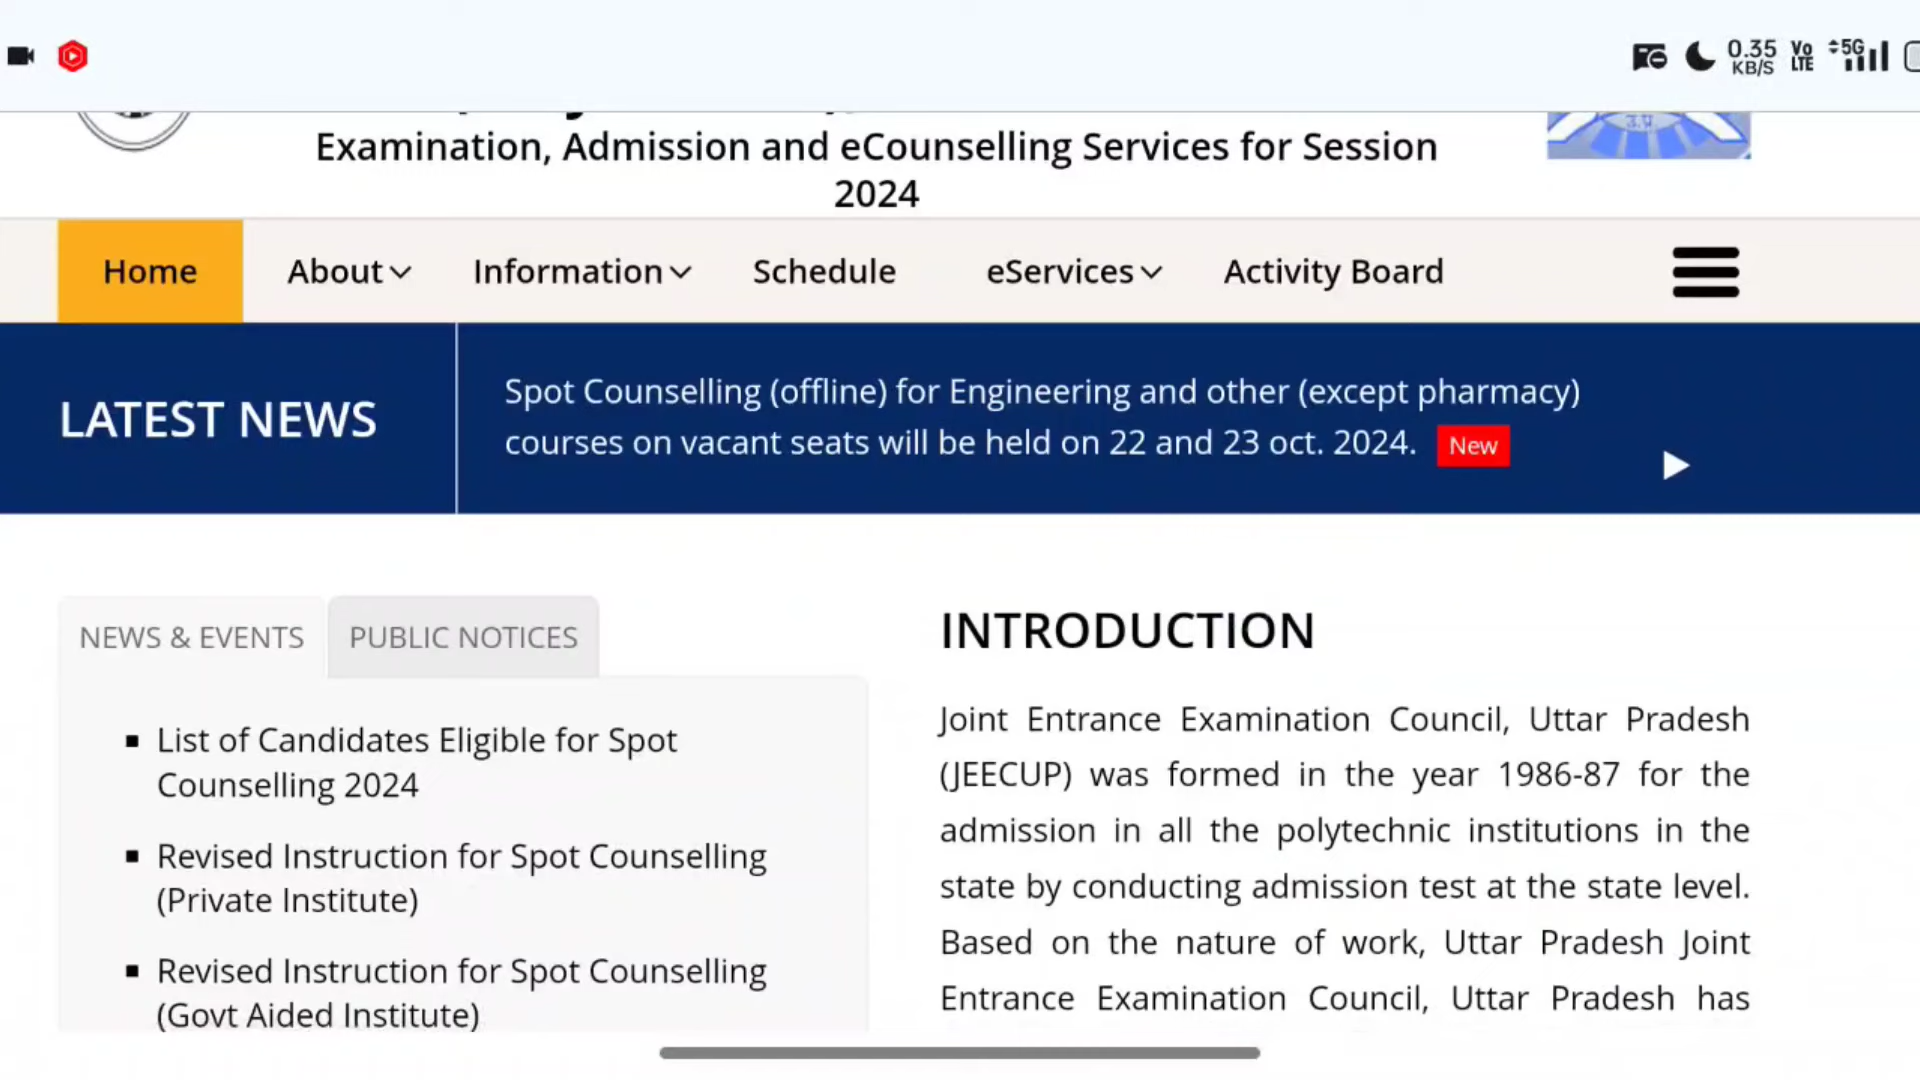 0.35
KB/S
Vo
LTE
5G
Examination, Admission and eCounselling Services for Session
2024
Home
About
Information
Schedule
eServices
Activity Board
LATEST NEWS
Spot Counselling (offline) for Engineering and other (except pharmacy)
courses on vacant seats will be held on 22 and 23 oct. 2024. New
NEWS & EVENTS
PUBLIC NOTICES
List of Candidates Eligible for Spot
Counselling 2024
Revised Instruction for Spot Counselling
(Private Institute)
Revised Instruction for Spot Counselling
(Govt Aided Institute)
INTRODUCTION
Joint Entrance Examination Council, Uttar Pradesh
(JEECUP) was formed in the year 1986-87 for the
admission in all the polytechnic institutions in the
state by conducting admission test at the state level.
Based on the nature of work, Uttar Pradesh Joint
Entrance Examination Council, Uttar Pradesh has